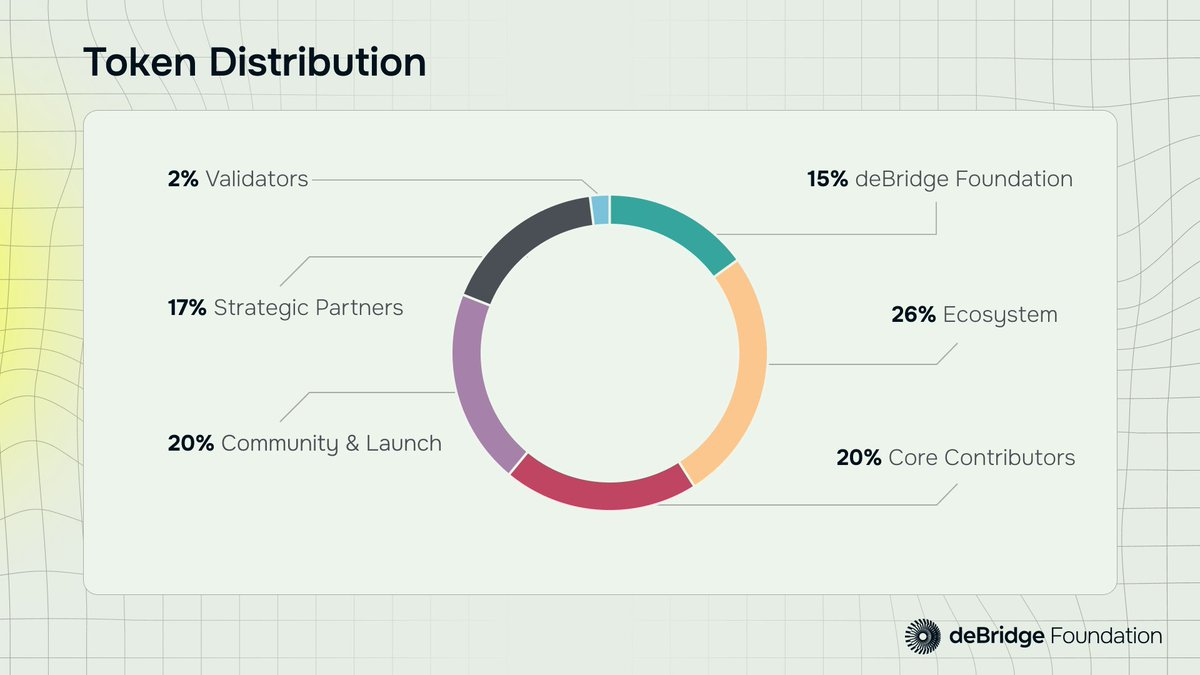 Token Distribution
2% Validators
15% deBridge Foundation
17% Strategic Partners
26% Ecosystem
20% Community & Launch
20% Core Contributors
deBridge Foundation